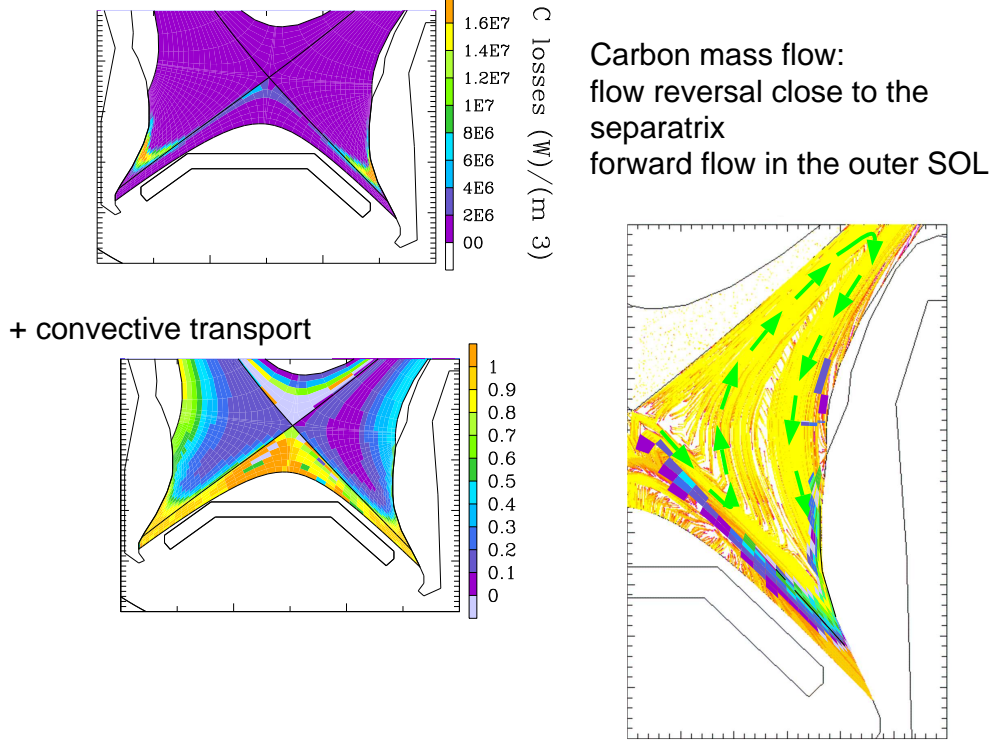 1.6E7
1.4E7
1.2E7
1E7
8E6
6E6
4E6
2E6
00
C losses (W)/(m 3)
Carbon mass flow:
flow reversal close to the
separatrix
forward flow in the outer SOL
+ convective transport
1
0.9
0.8
0.7
0.6
0.5
0.4
0.3
0.2
0.1
0